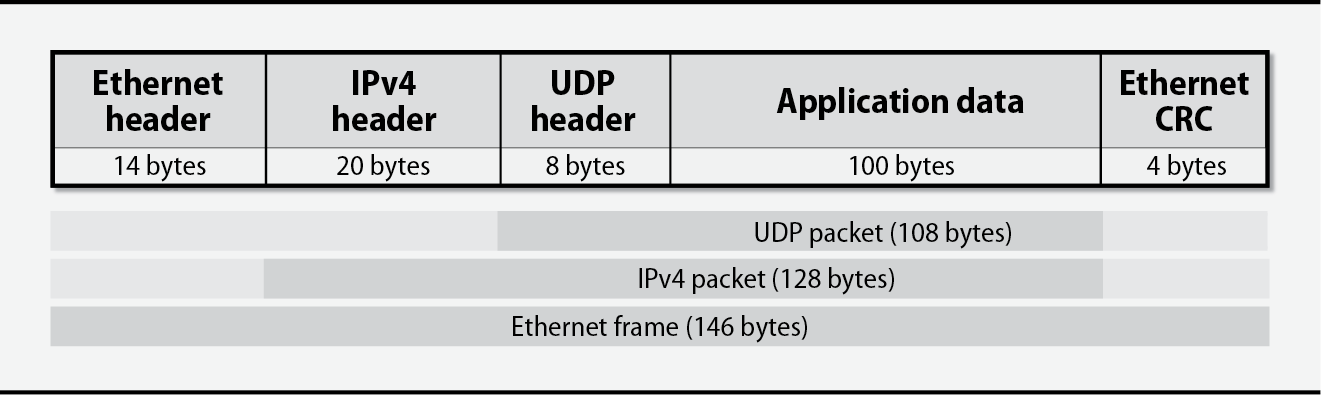 Ethernet header
IPv4 header
UDP header
Application data
Ethernet CRC
14 bytes
20 bytes
8 bytes
100 bytes
4 bytes
UDP packet (108 bytes)
IPv4 packet (128 bytes)
Ethernet frame (146 bytes)